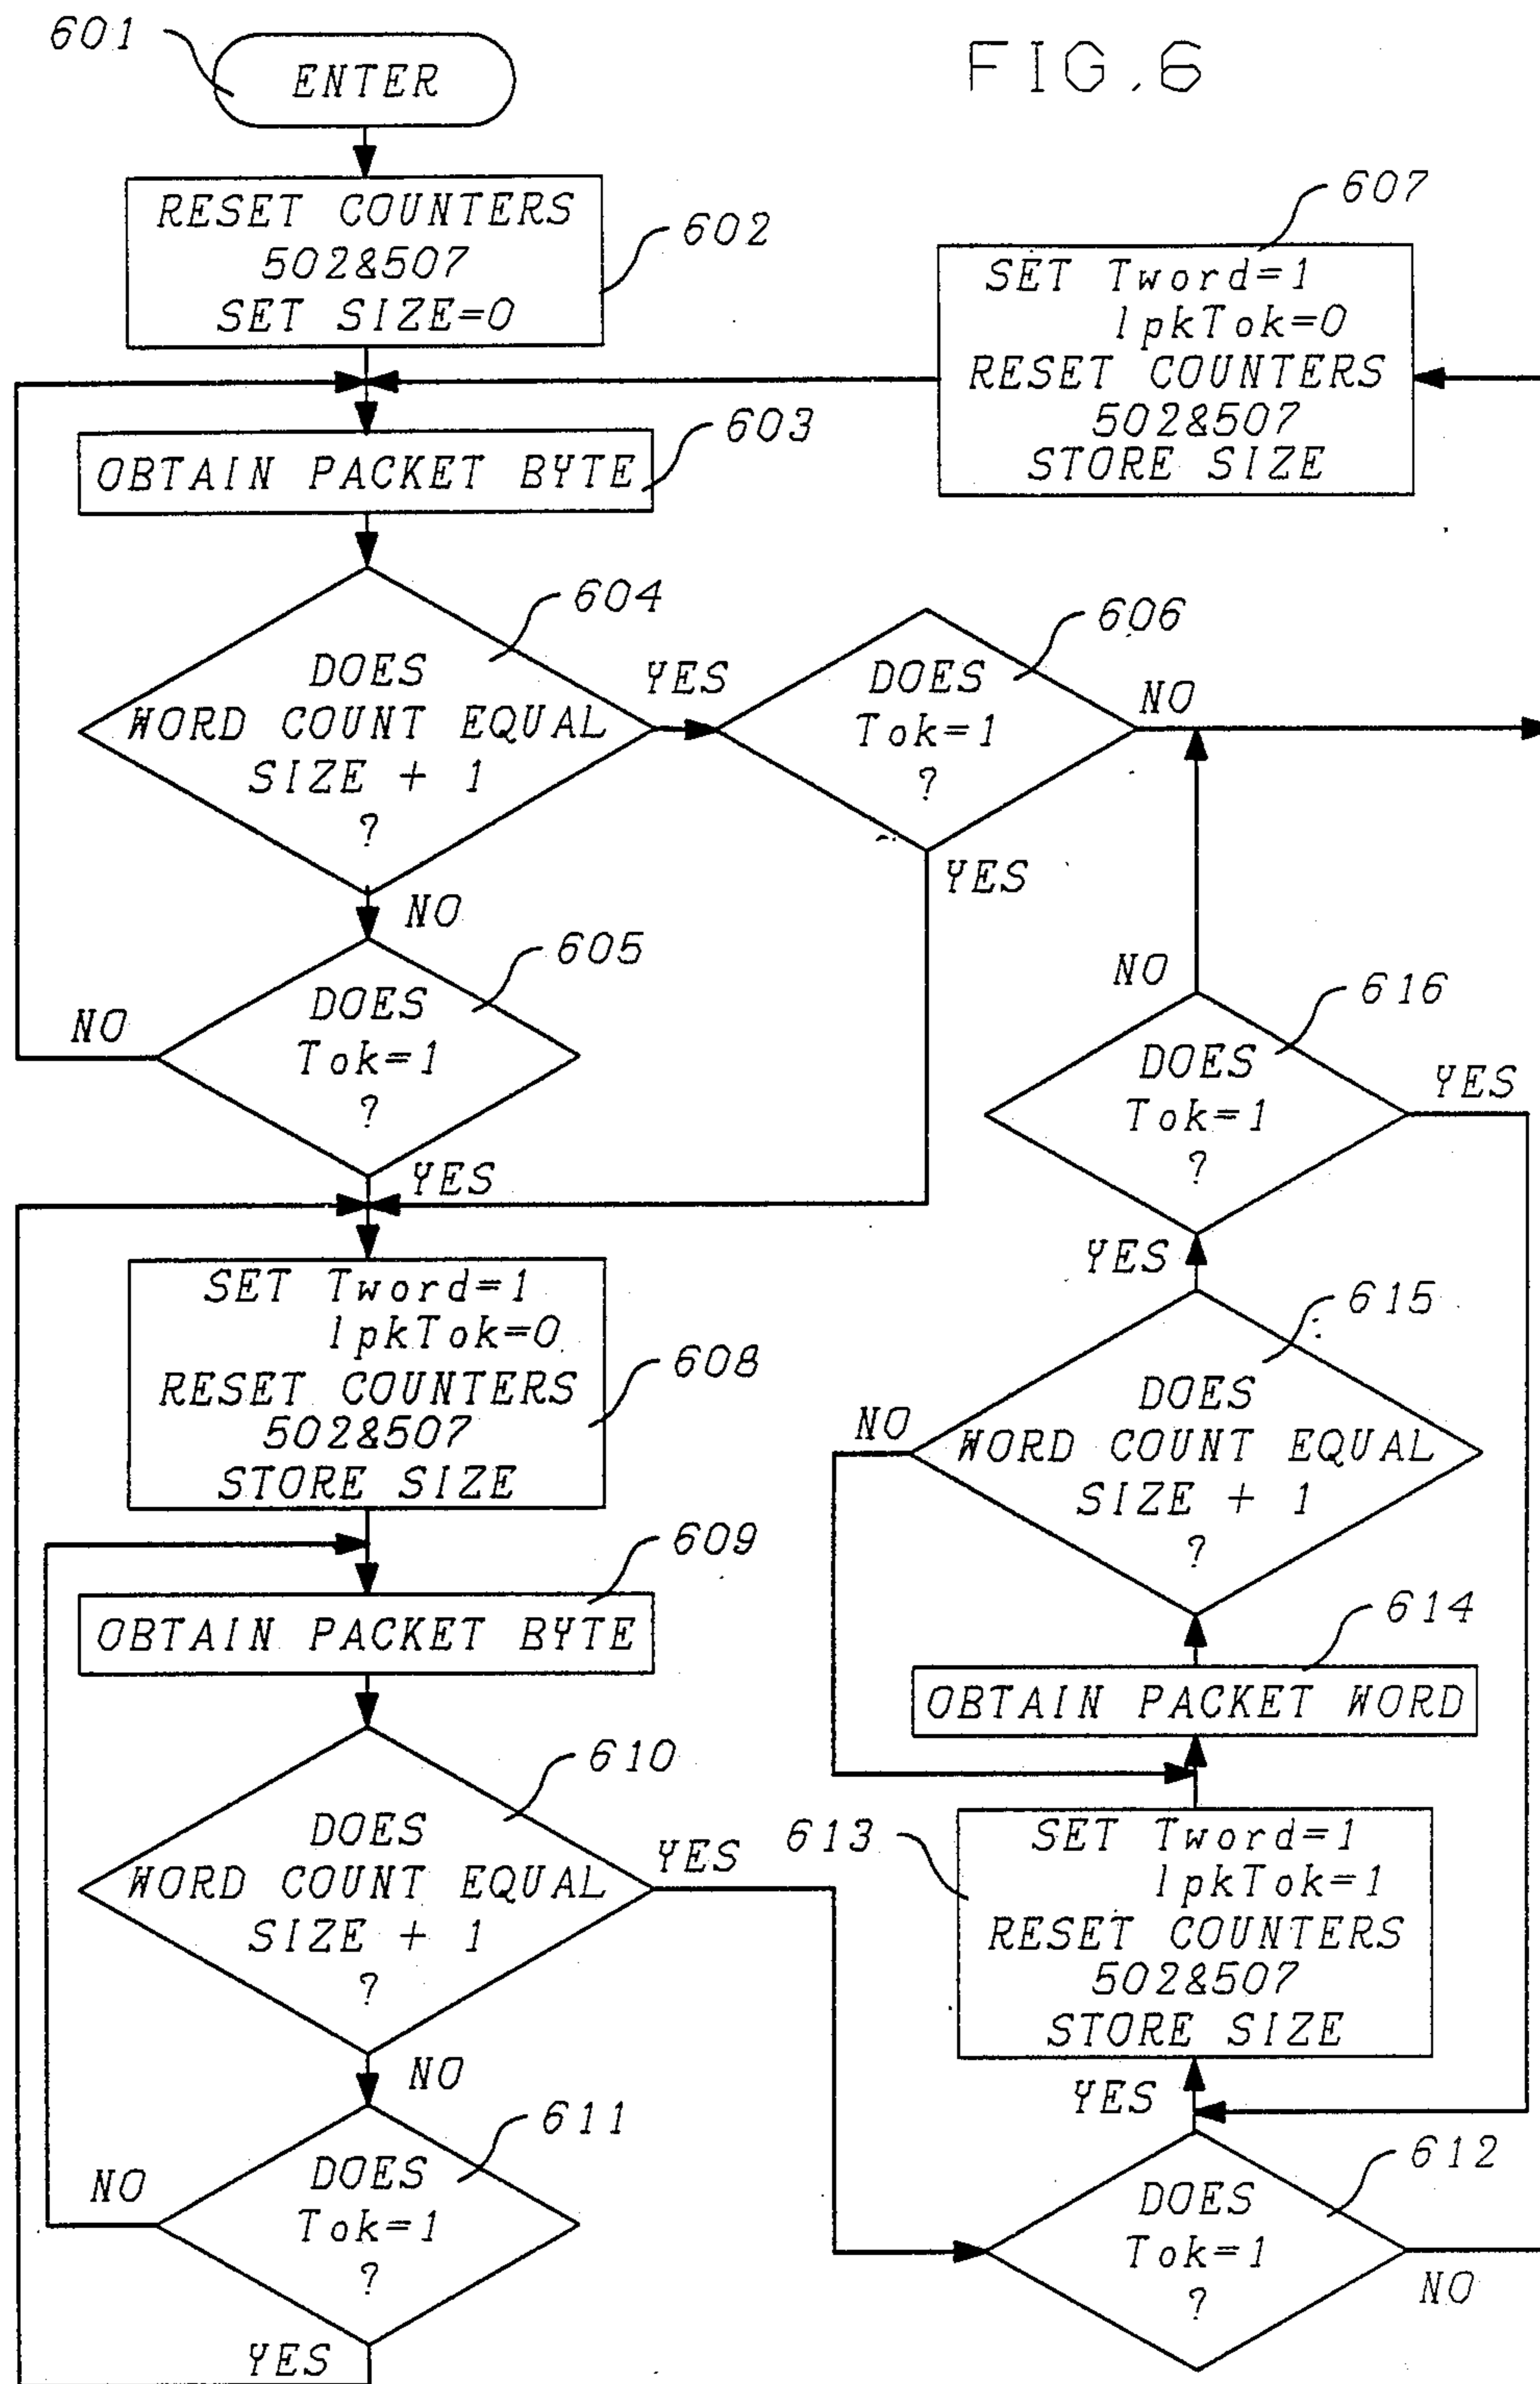 FIG.6
601
ENTER
RESET COUNTERS
502&507
SET SIZE=0
602
607
SET Tword=1
lpkTok=0
RESET COUNTERS
502&507
STORE SIZE
603
OBTAIN PACKET BYTE
604
DOES
WORD COUNT EQUAL
SIZE + 1
?
YES
NO
606
DOES
Tok=1
?
NO
YES
605
DOES
Tok=1
?
NO
YES
SET Tword=1
lpkTok=0
RESET COUNTERS
502&507
STORE SIZE
608
609
OBTAIN PACKET BYTE
610
DOES
WORD COUNT EQUAL
SIZE + 1
?
YES
NO
611
DOES
Tok=1
?
NO
YES
NO
616
DOES
Tok=1
?
YES
YES
615
DOES
WORD COUNT EQUAL
SIZE + 1
?
NO
614
OBTAIN PACKET WORD
613
SET Tword=1
lpkTok=1
RESET COUNTERS
502&507
STORE SIZE
YES
612
DOES
Tok=1
?
NO